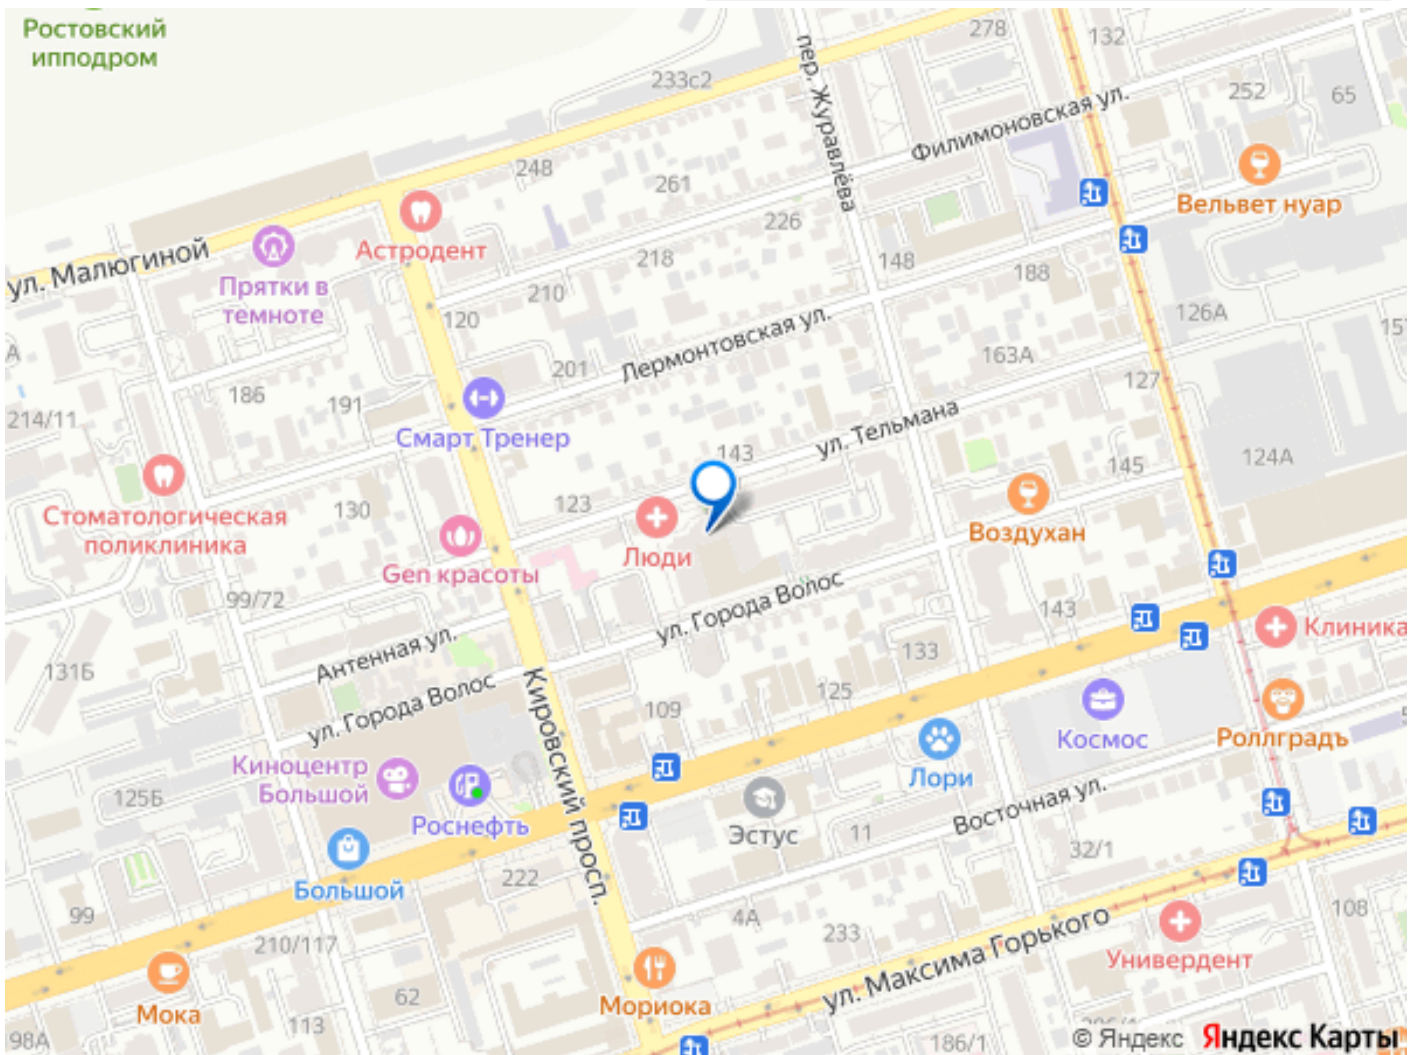 Ростовский
ипподром
278
132
233с2
пер. Журавлёва
252
65
Филимоновская ул.
248
261
Вельвет нуар
226
Астродент
ул. Малюгиной
218
148
188
Прятки в
темноте
210
120
126А
Лермонтовская ул.
163А
201
127
186
191
214/11
Смарт Тренер
ул. Тельмана
143
124А
145
123
130
Стоматологическая
поликлиника
Воздухан
Люди
Gen красоты
99/72
ул. Города Волос
143
Клиника
Антенная ул.
133
131Б
ул. Города Волос
125
109
Кировский просп.
Космос
Роллградъ
Киноцентр
Большой
Лори
125Б
Роснефть
Эстус
11
Восточная ул.
32/1
Большой
222
99
4А
233
108
210/117
ул. Максима Горького
Универдент
62
Мориока
Мока
113
98А
186/1
© Яндекс Яндекс Карты